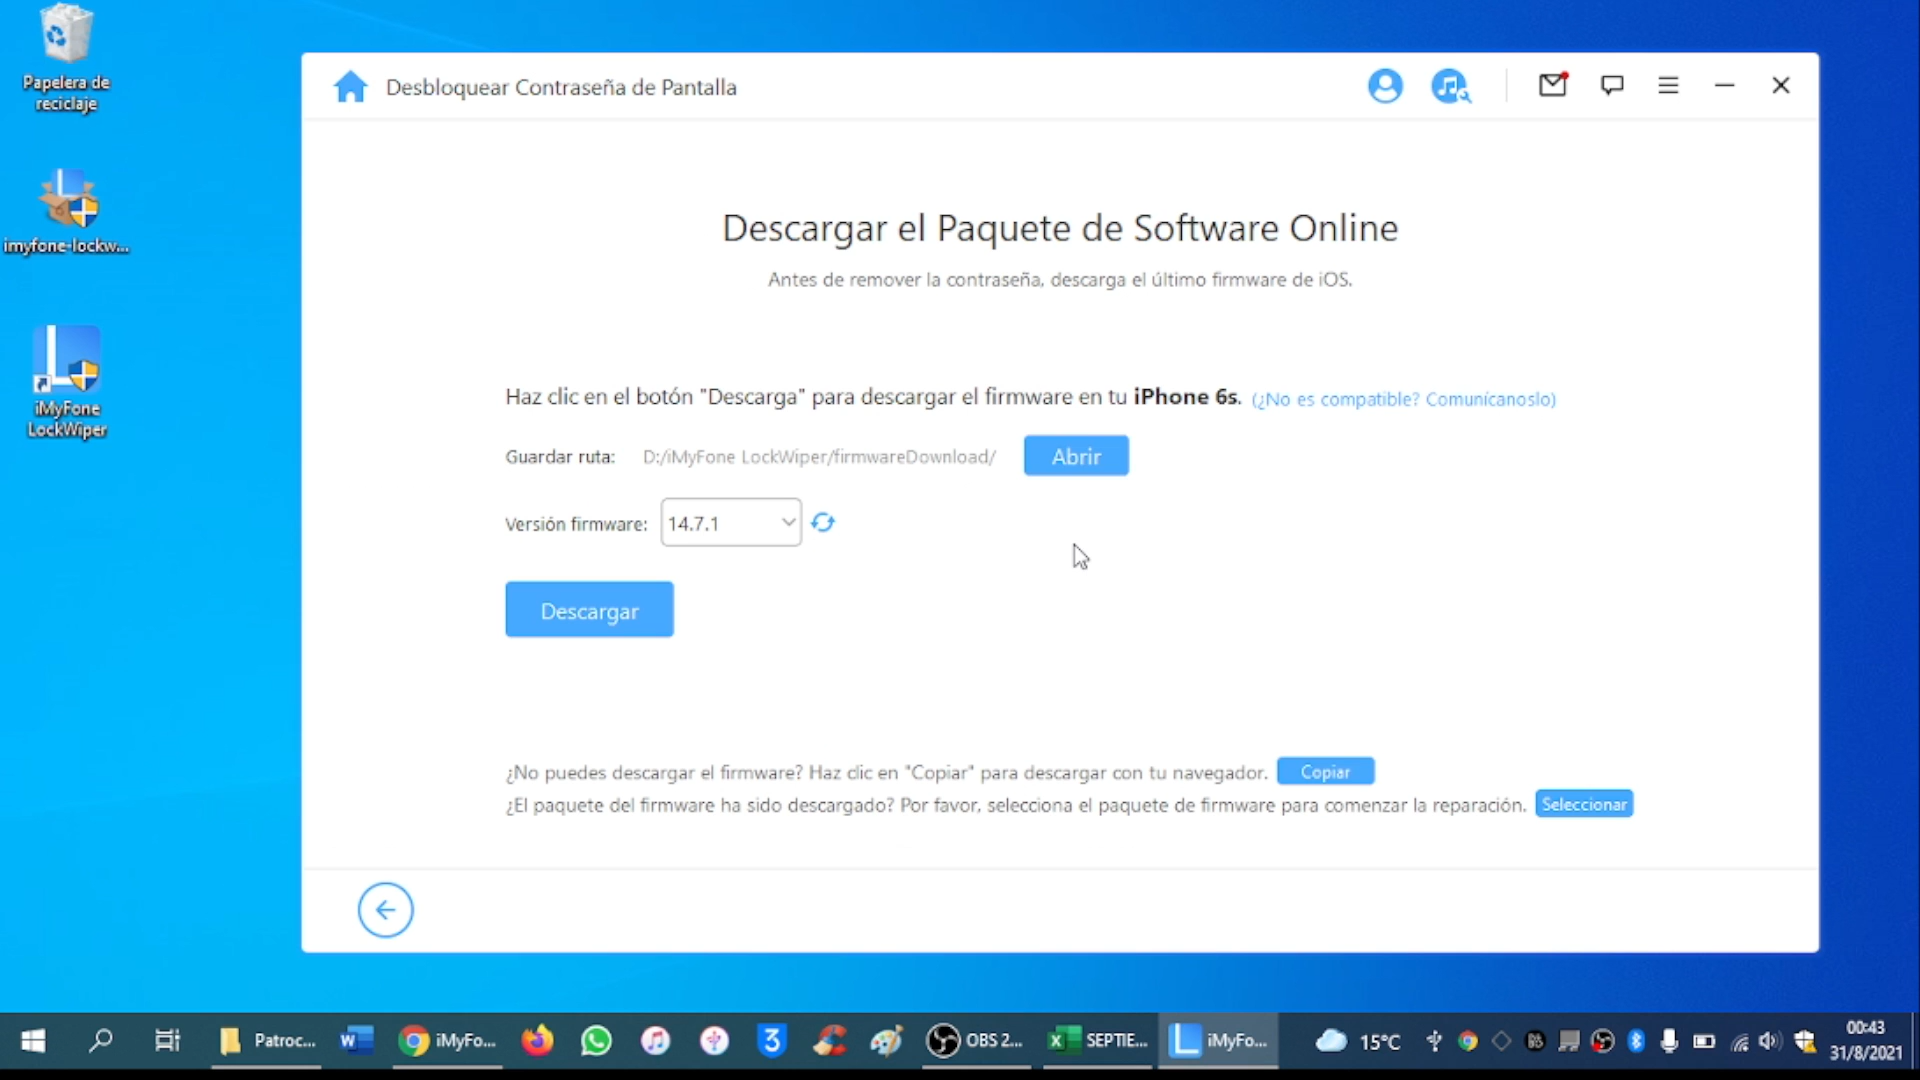 Papelera de
reciclaje
imyfone-lockw...
iMyFone
LockWiper
Desbloquear Contraseña de Pantalla
Descargar el Paquete de Software Online
Antes de remover la contraseña, descarga el último firmware de iOS.
Haz clic en el botón "Descarga" para descargar el firmware en tu iPhone 6s. (¿No es compatible? Comunícanoslo)
Guardar ruta: D:/iMyFone LockWiper/firmwareDownload/ Abrir
Versión firmware: 14.7.1
Descargar
¿No puedes descargar el firmware? Haz clic en "Copiar" para descargar con tu navegador. Copiar
¿El paquete del firmware ha sido descargado? Por favor, selecciona el paquete de firmware para comenzar la reparación. Seleccionar
Patroc... iMyFo... OBS 2... SEPTIE... iMyFo... 15°C 00:43
31/8/2021